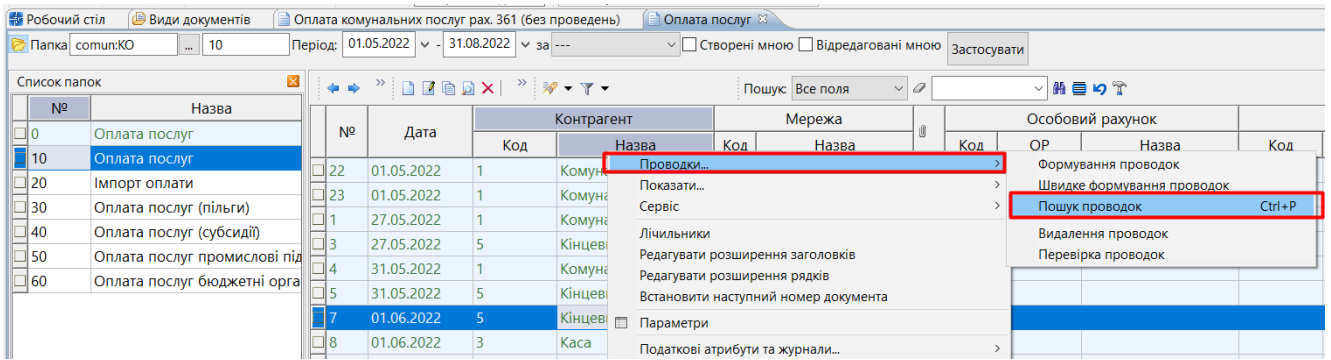 Робочий стіл Види документів Оплата комунальних послуг рах. 361 (без проведень) Оплата послуг
Папка comun:КО ... 10 Період: 01.05.2022 - 31.08.2022 за --- Створені мною Відредаговані мною Застосувати
Список папок
Пошук: Все поля
№ Назва
0 Оплата послуг
10 Оплата послуг
20 Імпорт оплати
30 Оплата послуг (пільги)
40 Оплата послуг (субсидії)
50 Оплата послуг промислові під
60 Оплата послуг бюджетні орга
№ Дата Контрагент Мережа Особовий рахунок
Код Назва Код Назва Код ОР Назва Код
22 01.05.2022 1 Комуна
23 01.05.2022 1 Комуна
1 27.05.2022 1 Комуна
3 27.05.2022 5 Кінцев
4 31.05.2022 1 Комуна
5 31.05.2022 5 Кінцев
7 01.06.2022 5 Кінцев
8 01.06.2022 3 Каса
Проводки...
Показати...
Сервіс
Лічильники
Редагувати розширення заголовків
Редагувати розширення рядків
Встановити наступний номер документа
Параметри
Податкові атрибути та журнали...
Формування проводок
Швидке формування проводок
Пошук проводок Ctrl+P
Видалення проводок
Перевірка проводок